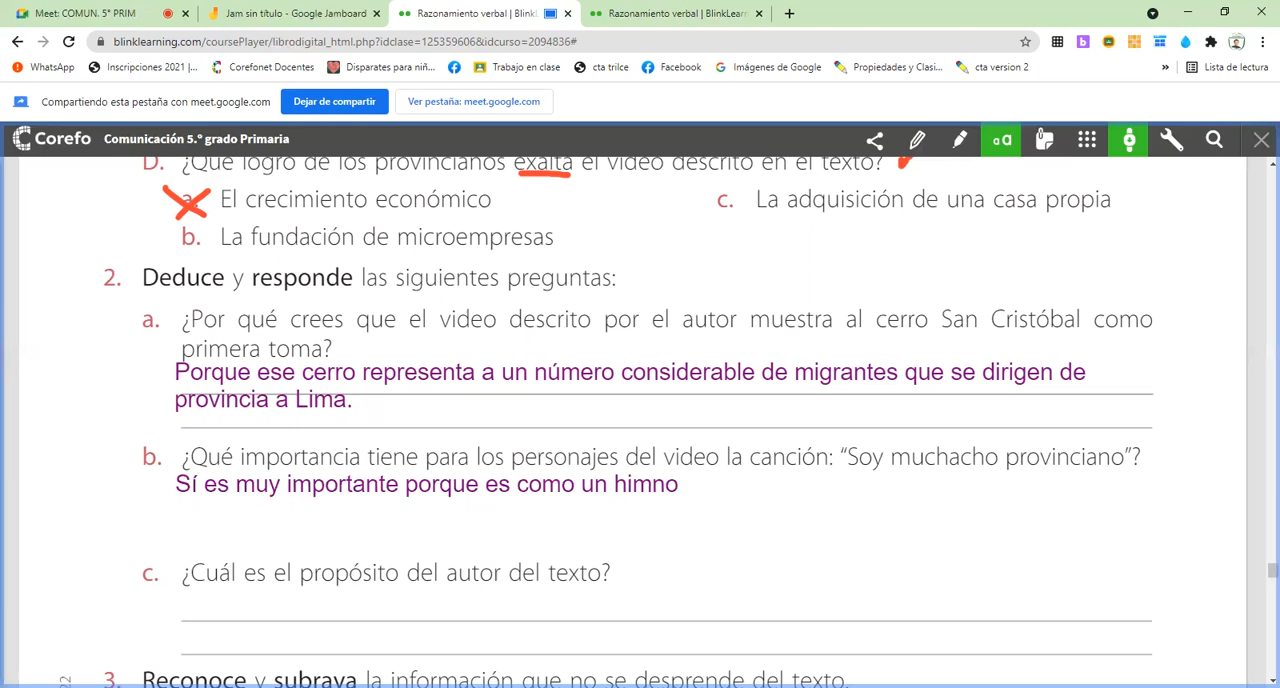 Meet: COMUN. 5° PRIM
Jam sin título - Google Jamboard
Razonamiento verbal | BlinkL
Razonamiento verbal | BlinkLear
blinklearning.com/coursePlayer/librodigital_html.php?idclase=125359606&idcurso=2094836#
WhatsApp
Inscripciones 2021 |...
Corefonet Docentes
Disparates para niñ...
Trabajo en clase
cta trilce
Facebook
Imágenes de Google
Propiedades y Clasi...
cta version 2
»
Lista de lectura
Compartiendo esta pestaña con meet.google.com
Dejar de compartir
Ver pestaña: meet.google.com
Corefo
Comunicación 5.º grado Primaria
aA
D. ¿Qué logro de los provincianos exalta el video descrito en el texto?
a. El crecimiento económico
c. La adquisición de una casa propia
b. La fundación de microempresas
2. Deduce y responde las siguientes preguntas:
a. ¿Por qué crees que el video descrito por el autor muestra al cerro San Cristóbal como
primera toma?
Porque ese cerro representa a un número considerable de migrantes que se dirigen de
provincia a Lima.
b. ¿Qué importancia tiene para los personajes del video la canción: “Soy muchacho provinciano”?
Sí es muy importante porque es como un himno
c. ¿Cuál es el propósito del autor del texto?
3. Reconoce y subraya la información que no se desprende del texto.